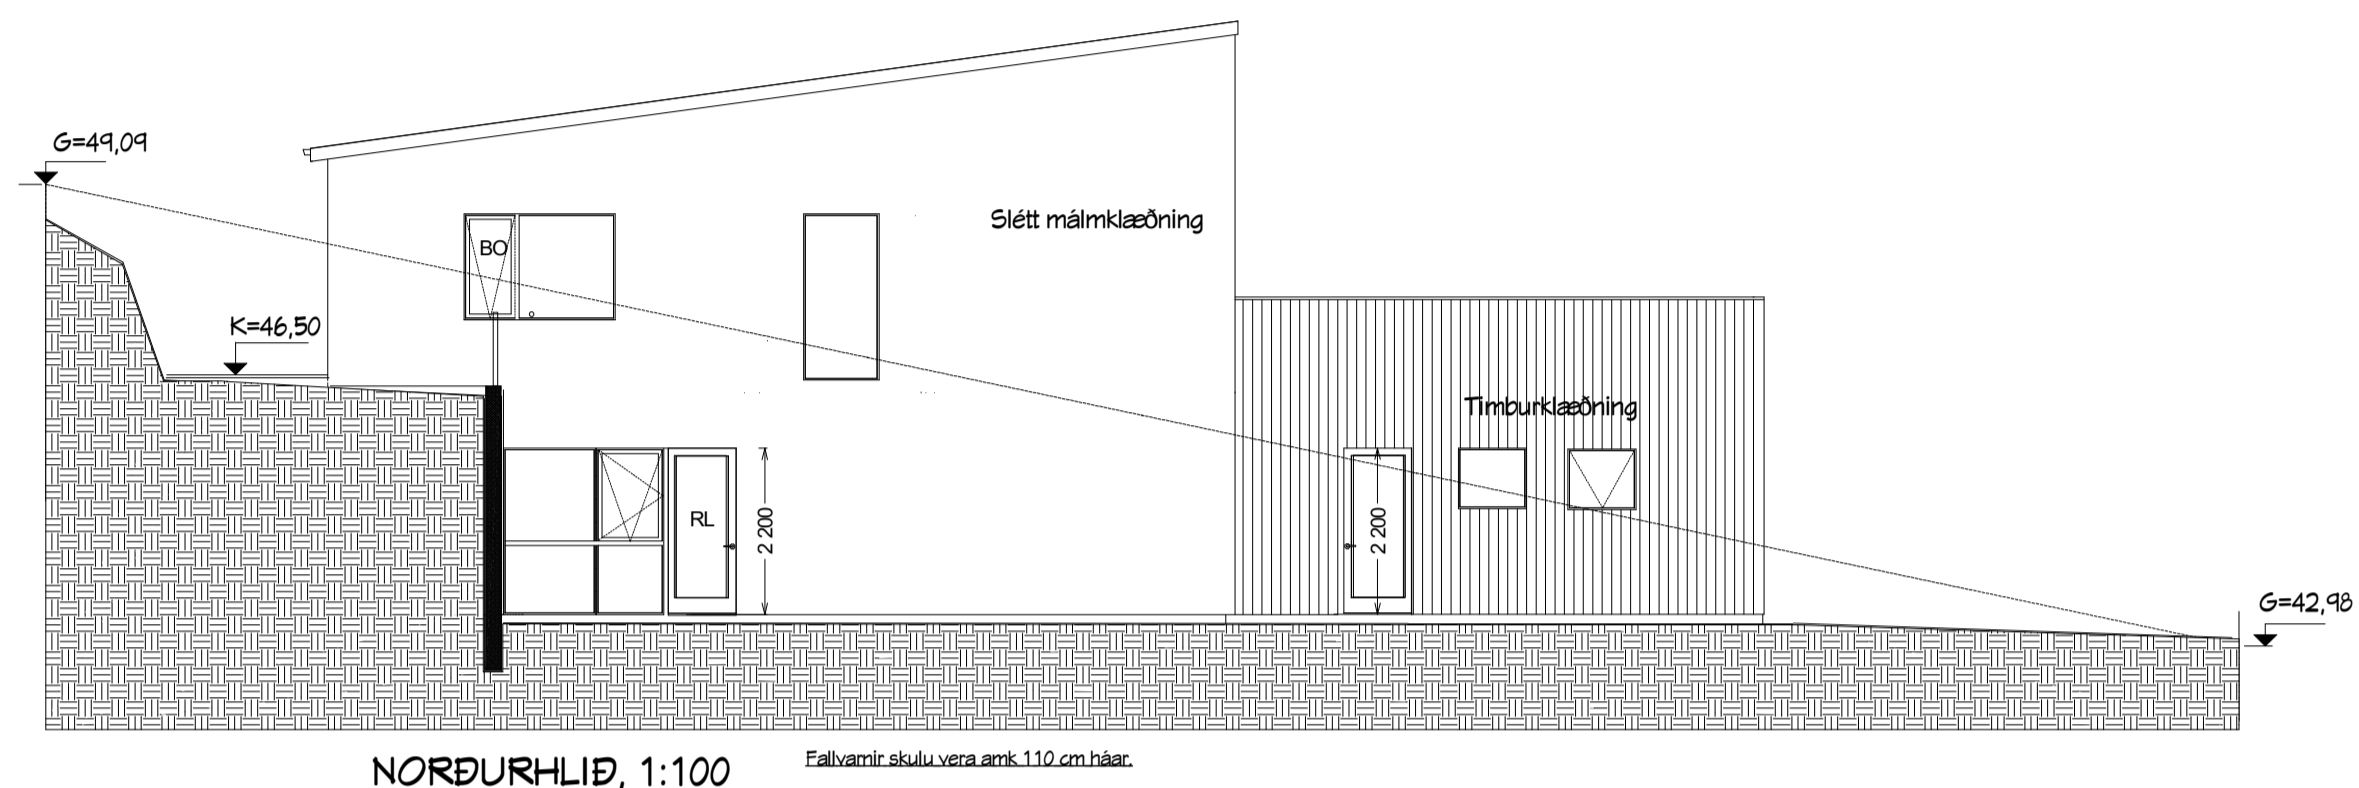 G=49,09
Slétt málmklæðning
BO
K=46,50
Timburklæðning
RL
2 200
2 200
G=42,98
NORÐURHLIÐ, 1:100
Fallvarnir skulu vera amk 110 cm háar.